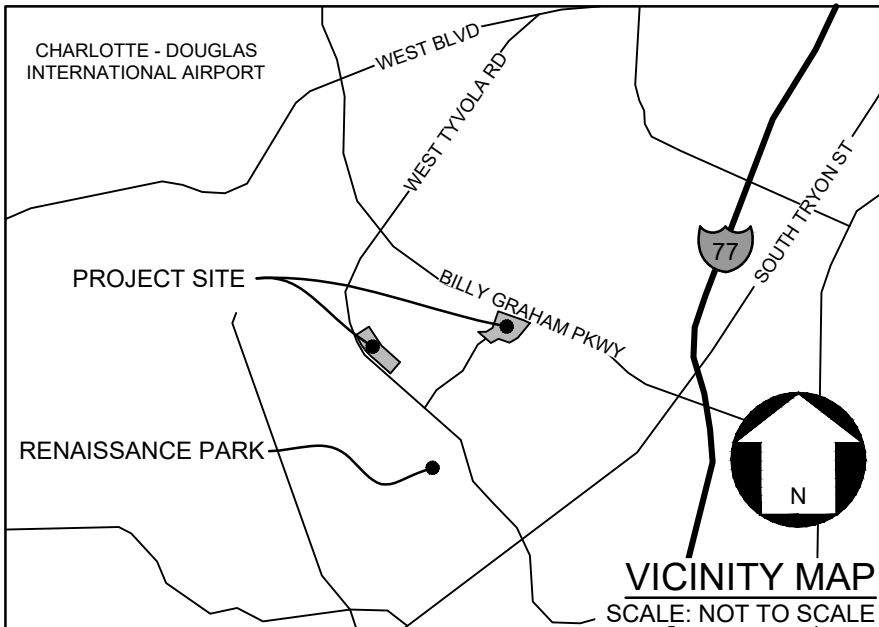 CHARLOTTE - DOUGLAS
INTERNATIONAL AIRPORT
WEST BLVD
WEST TYVOLA RD
SOUTH TRYON ST
77
PROJECT SITE
BILLY GRAHAM PKWY
RENAISSANCE PARK
N
VICINITY MAP
SCALE: NOT TO SCALE